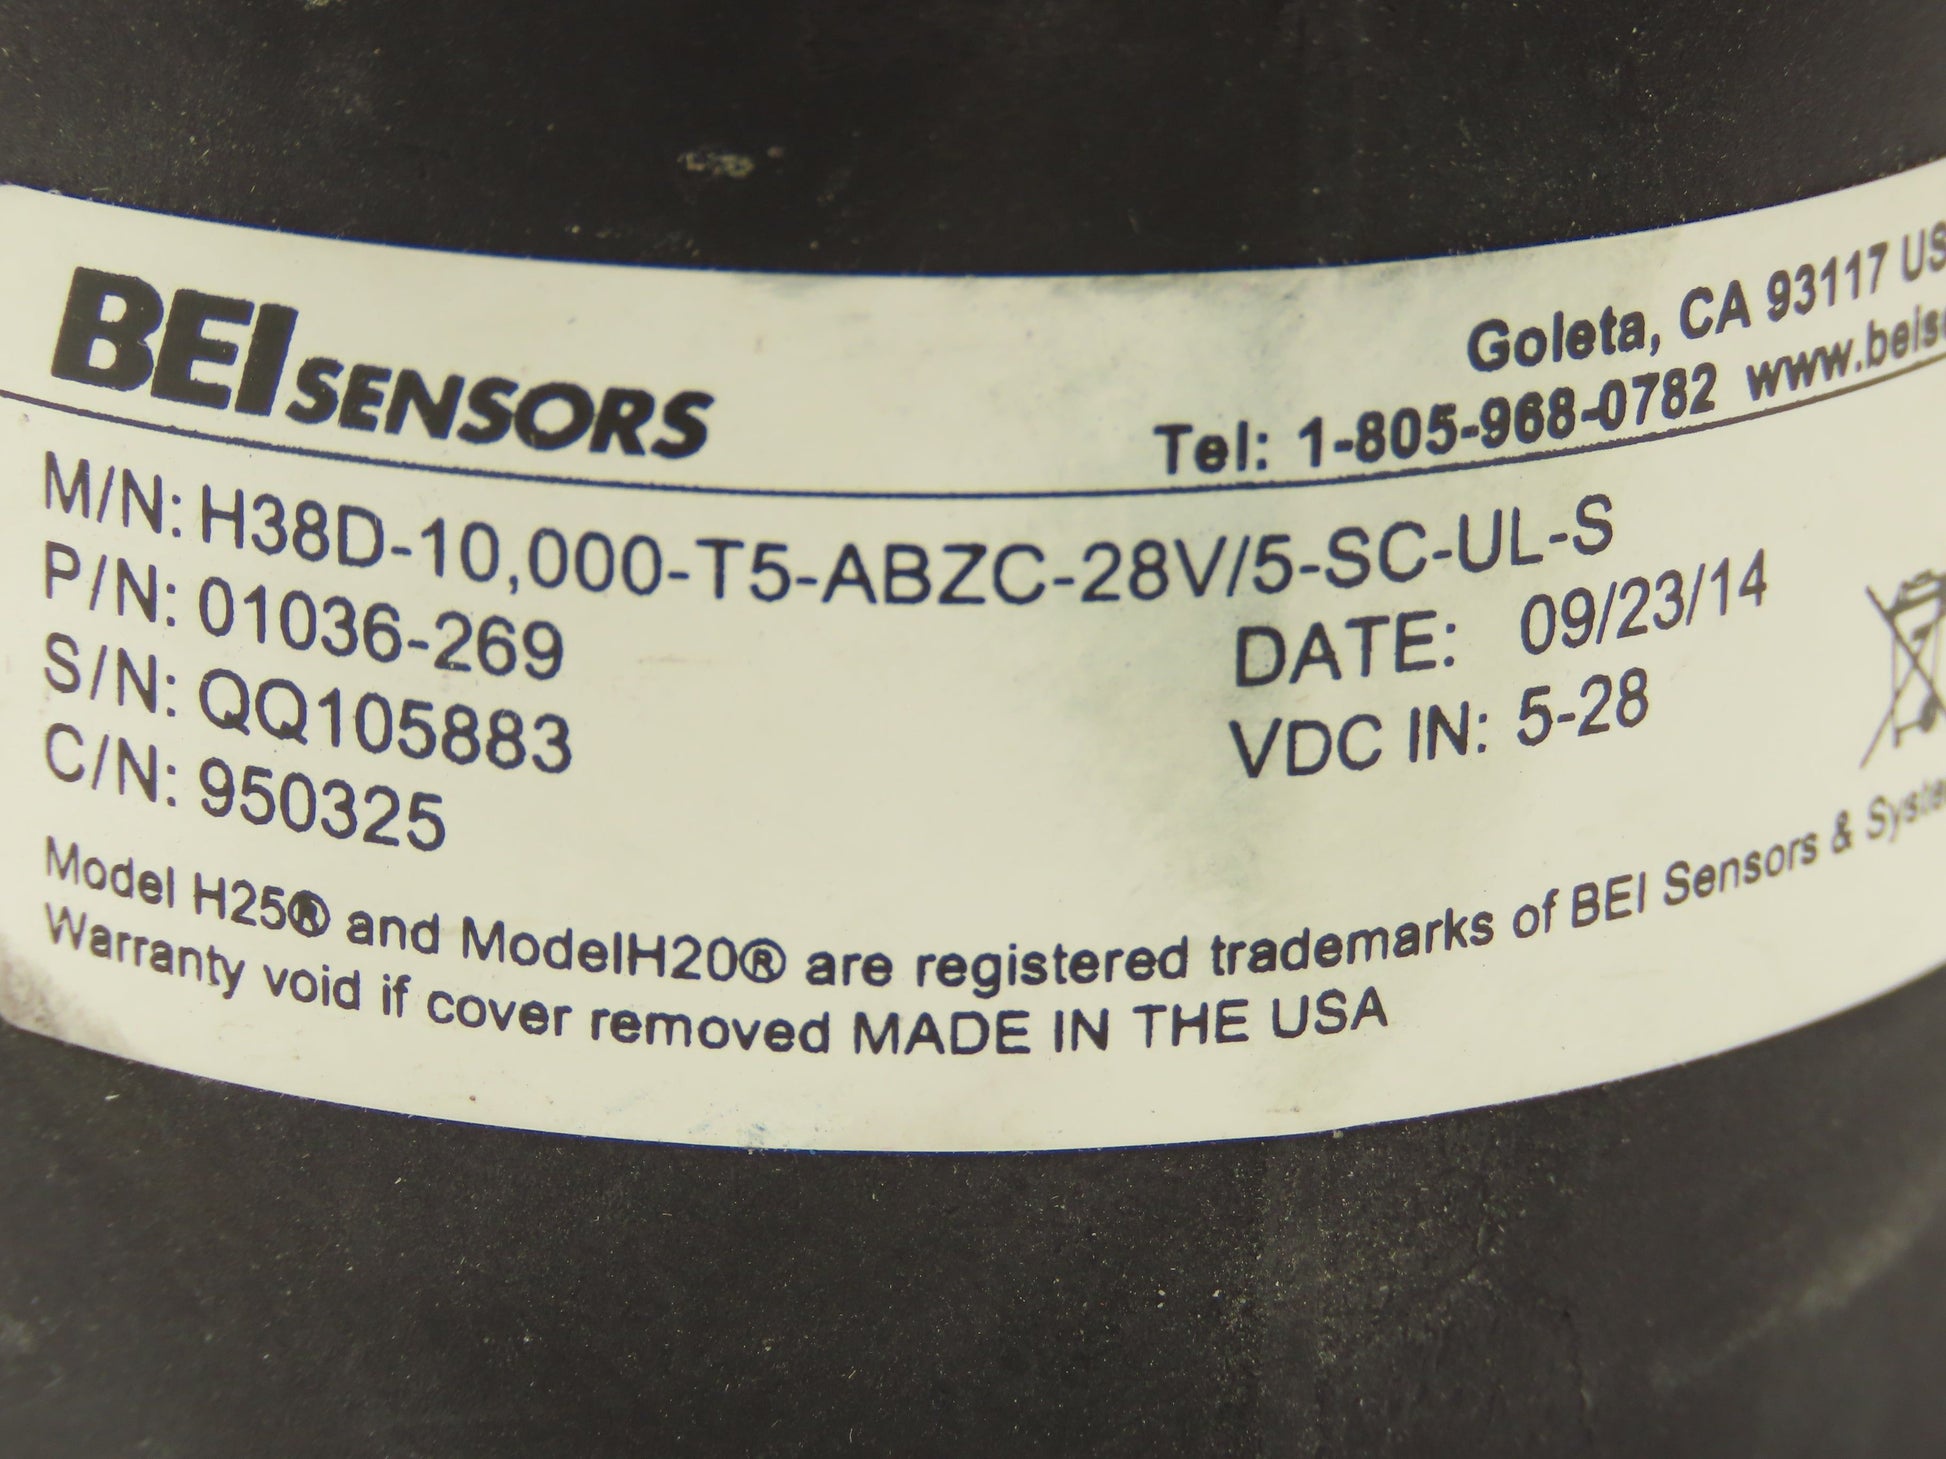 BEI SENSORS
Goleta, CA 93117
Tel: 1-805-968-0782
M/N: H38D-10,000-T5-ABZC-28V/5-SC-UL-S
P/N: 01036-269
DATE: 09/23/14
S/N: QQ105883
VDC IN: 5-28
C/N: 950325
Model H25® and ModelH20® are registered trademarks of BEI Sensors &
Warranty void if cover removed MADE IN THE USA